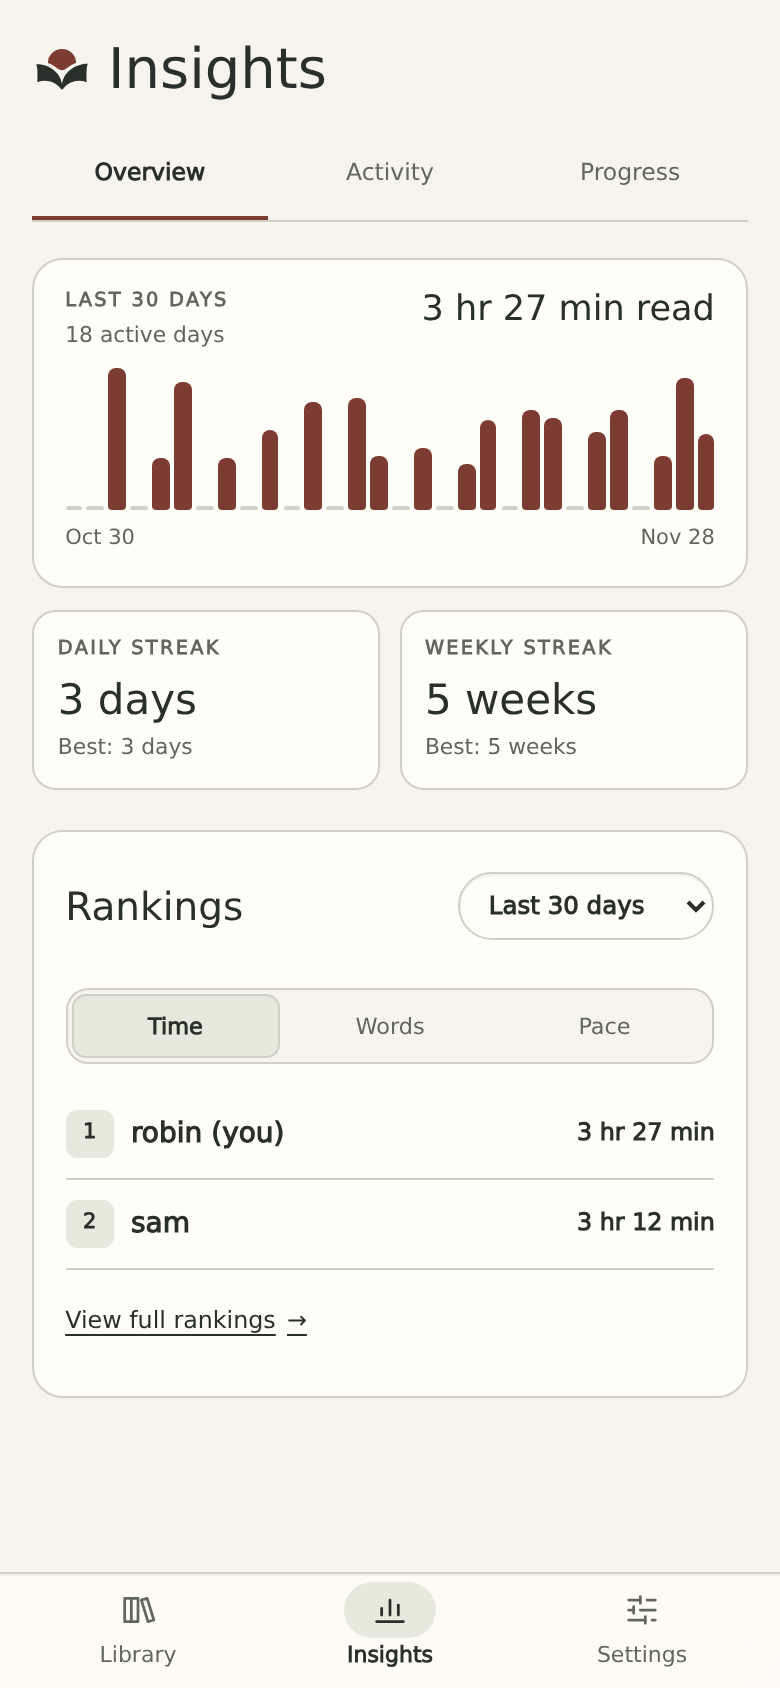 Insights
Overview Activity Progress
LAST 30 DAYS
3 hr 27 min read
18 active days
Oct 30 Nov 28
DAILY STREAK
3 days
Best: 3 days
WEEKLY STREAK
5 weeks
Best: 5 weeks
Rankings
Last 30 days
Time Words Pace
1 robin (you) 3 hr 27 min
2 sam 3 hr 12 min
View full rankings →
Library Insights Settings